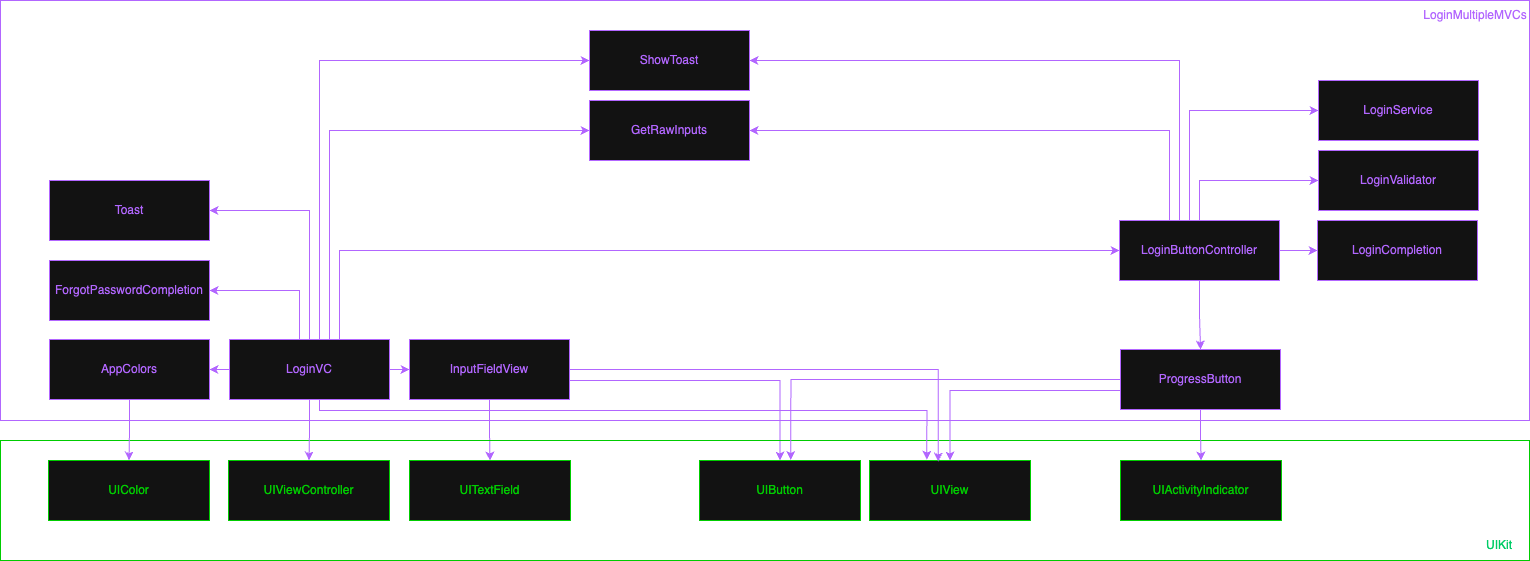 LoginMultipleMVCs
ShowToast
LoginService
GetRawInputs
LoginValidator
Toast
LoginButtonController
LoginCompletion
ForgotPasswordCompletion
AppColors
LoginVC
InputFieldView
ProgressButton
UIColor
UIViewController
UITextField
UIButton
UIView
UIActivityIndicator
UIKit